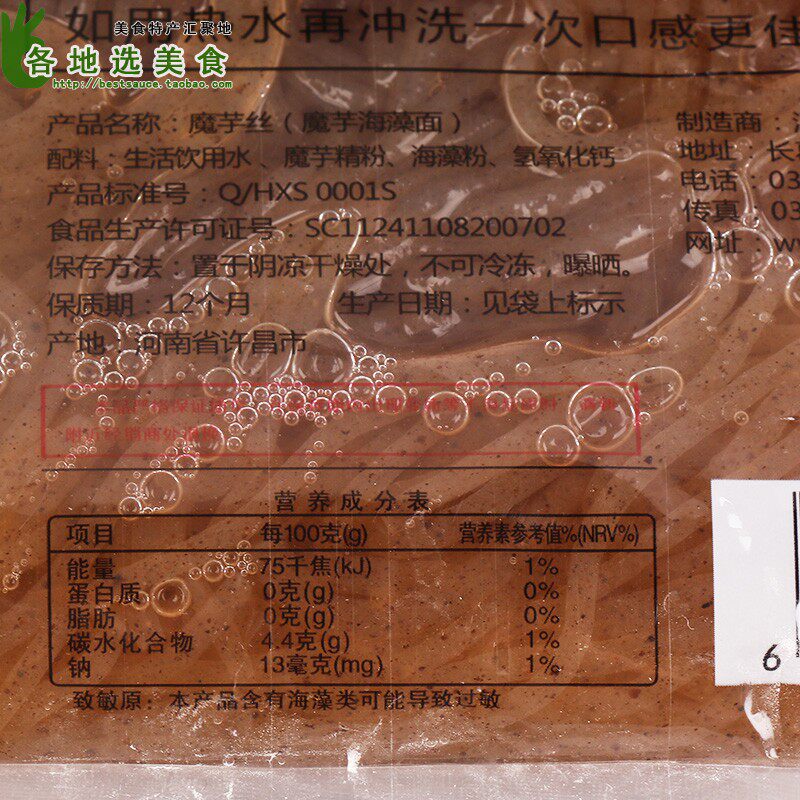 美食特产汇聚地
各地选美食
http://bestsauce.taobao.com
如用热水再冲洗一次口感更佳
产品名称：魔芋丝（魔芋海藻面）
配料：生活饮用水、魔芋精粉、海藻粉、氢氧化钙
产品标准号：Q/HXS 0001S
食品生产许可证号：SC11241108200702
保存方法：置于阴凉干燥处，不可冷冻，曝晒。
保质期：12个月 生产日期：见袋上标示
产地：河南省许昌市
制造商：
地址：长
电话：03
传真：03
网址：w
营养成分表
项目 每100克(g) 营养素参考值%(NRV%)
能量 75千焦(kJ) 1%
蛋白质 0克(g) 0%
脂肪 0克(g) 0%
碳水化合物 4.4克(g) 1%
钠 13毫克(mg) 1%
致敏原：本产品含有海藻类可能导致过敏
6